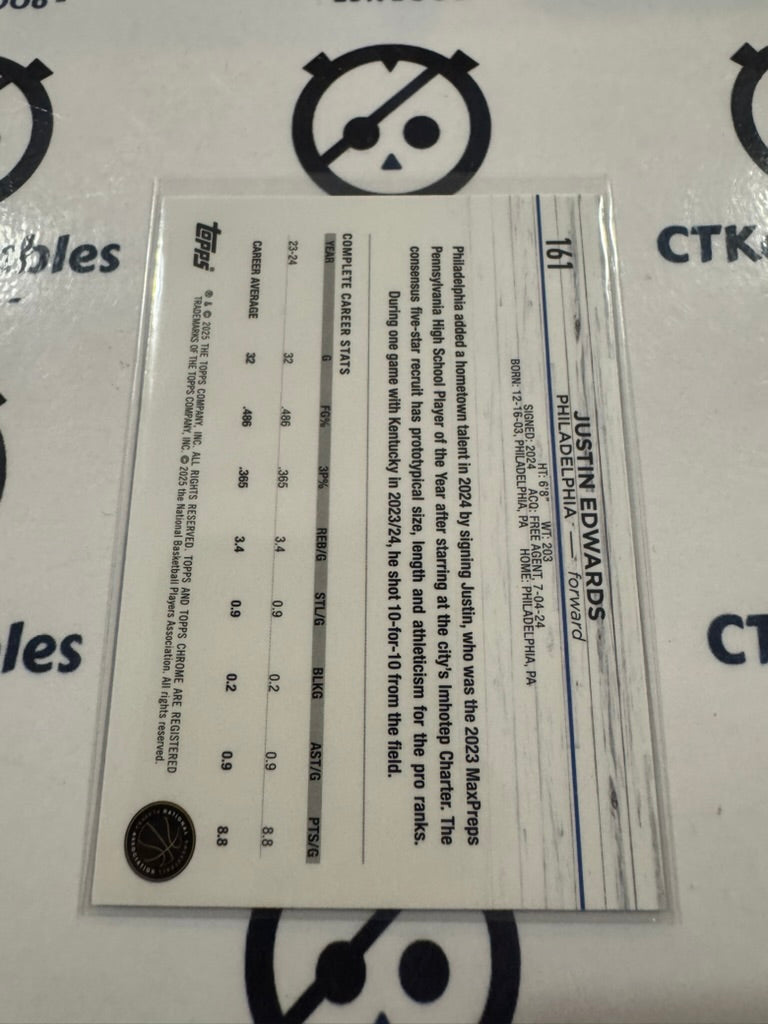 161
JUSTIN EDWARDS
PHILADELPHIA — forward
HT: 6'8" WT: 203
SIGNED: 2024 ACQ: FREE AGENT, 7-04-24
BORN: 12-16-03, PHILADELPHIA, PA HOME: PHILADELPHIA, PA
Philadelphia added a hometown talent in 2024 by signing Justin, who was the 2023 MaxPreps
Pennsylvania High School Player of the Year after starring at the city's Imhotep Charter. The
consensus five-star recruit has prototypical size, length and athleticism for the pro ranks.
During one game with Kentucky in 2023/24, he shot 10-for-10 from the field.
COMPLETE CAREER STATS
YEAR G FG% 3P% REB/G STL/G BLKG AST/G PTS/G
23-24 32 .486 .365 3.4 0.9 0.2 0.9 8.8
CAREER AVERAGE 32 .486 .365 3.4 0.9 0.2 0.9 8.8
topps
® & © 2025 THE TOPPS COMPANY, INC. ALL RIGHTS RESERVED. TOPPS AND TOPPS CHROME ARE REGISTERED
TRADEMARKS OF THE TOPPS COMPANY, INC. © 2025 the National Basketball Players Association. All rights reserved.
NATIONAL
ASSOCIATION
CTK
CT
les